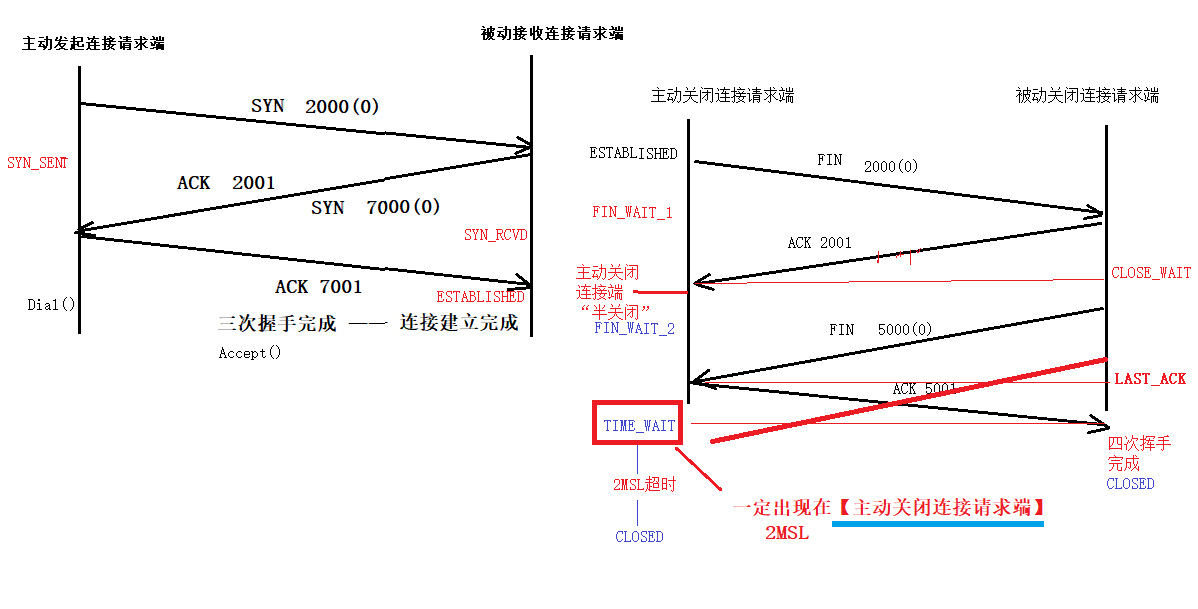 主动发起连接请求端
被动接收连接请求端
SYN 2000(0)
SYN_SENT
ACK 2001
SYN 7000(0)
SYN_RCVD
ACK 7001
ESTABLISHED
Dial()
三次握手完成 —— 连接建立完成
Accept()
主动关闭连接请求端
被动关闭连接请求端
ESTABLISHED
FIN 2000(0)
FIN_WAIT_1
ACK 2001
CLOSE_WAIT
主动关闭
连接端
“半关闭”
FIN_WAIT_2
FIN 5000(0)
LAST_ACK
ACK 5001
TIME_WAIT
四次挥手
完成
CLOSED
2MSL超时
一定出现在【主动关闭连接请求端】
2MSL
CLOSED